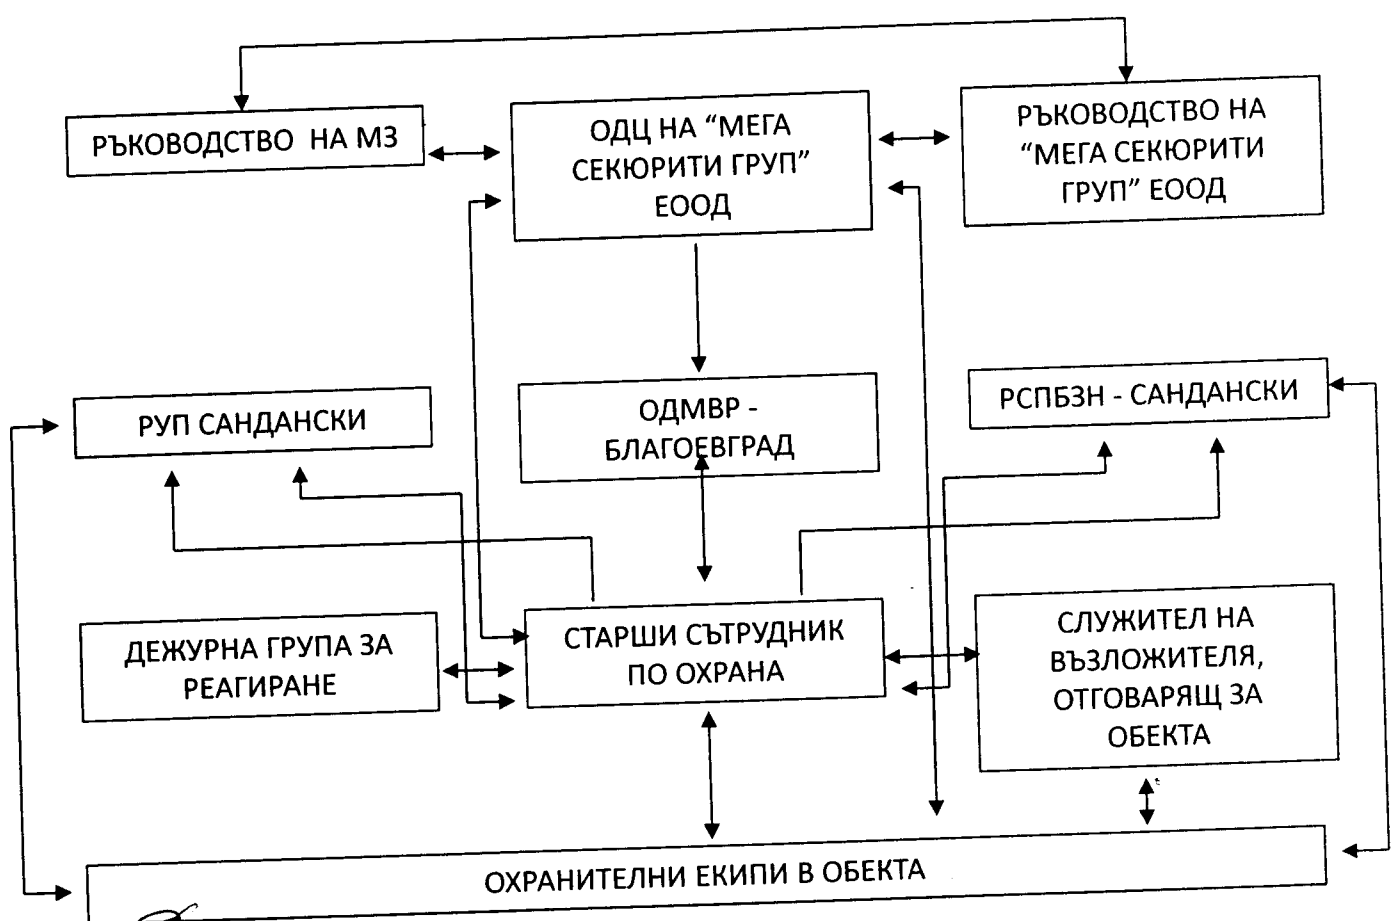 РЪКОВОДСТВО НА МЗ
ОДЦ НА “МЕГА
СЕКЮРИТИ ГРУП”
ЕООД
РЪКОВОДСТВО НА
“МЕГА СЕКЮРИТИ
ГРУП” ЕООД
РУП САНДАНСКИ
ОДМВР -
БЛАГОЕВГРАД
РСПБЗН - САНДАНСКИ
ДЕЖУРНА ГРУПА ЗА
РЕАГИРАНЕ
СТАРШИ СЪТРУДНИК
ПО ОХРАНА
СЛУЖИТЕЛ НА
ВЪЗЛОЖИТЕЛЯ,
ОТГОВАРЯЩ ЗА
ОБЕКТА
ОХРАНИТЕЛНИ ЕКИПИ В ОБЕКТА